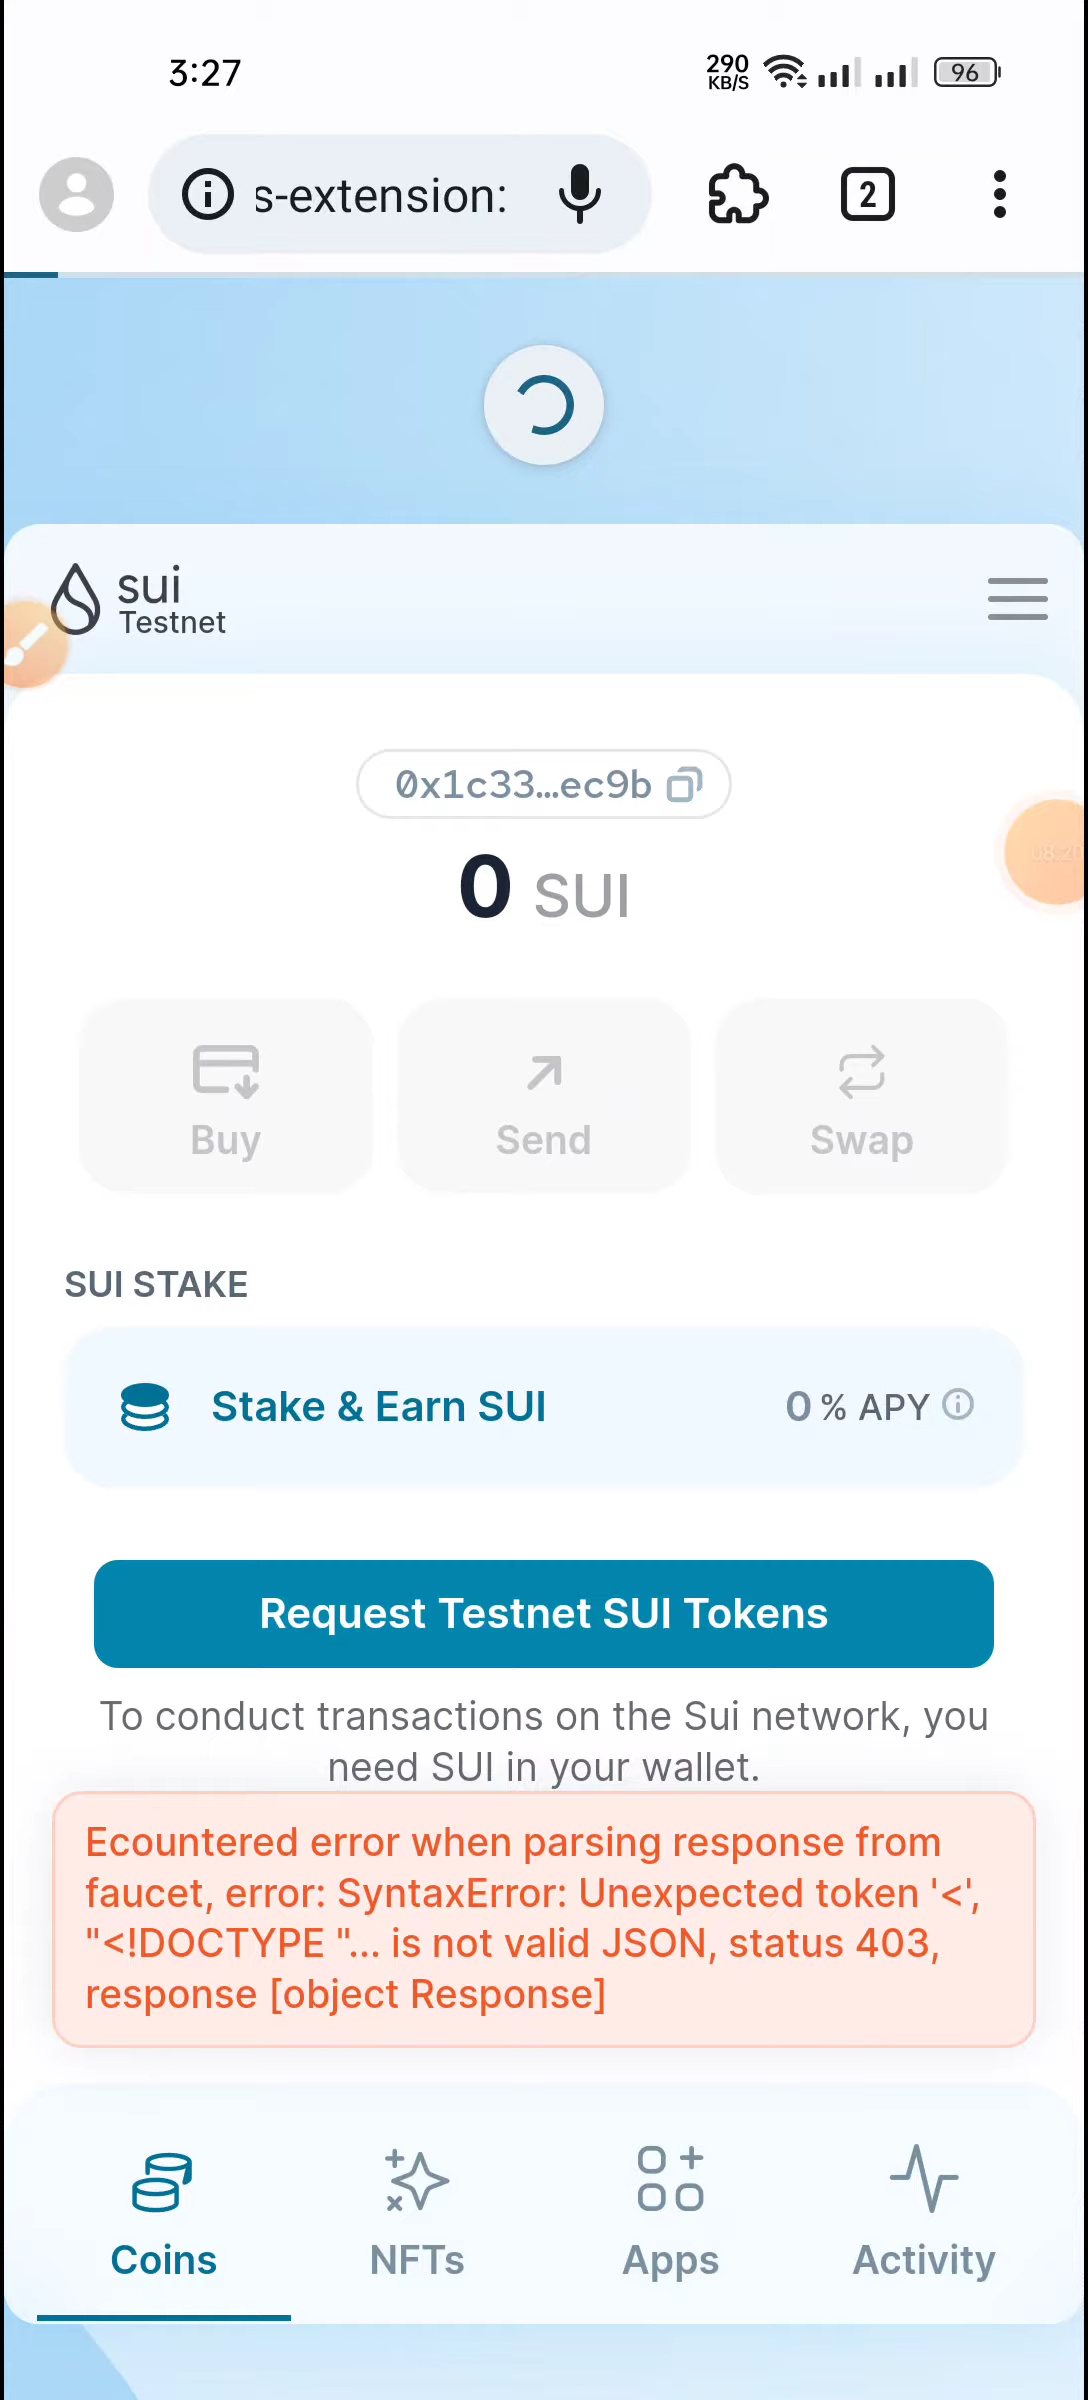 3:27
290
KB/S
96
s-extension:
2
sui
Testnet
0x1c33...ec9b
08:20
0 SUI
Buy
Send
Swap
SUI STAKE
Stake & Earn SUI
0 % APY
Request Testnet SUI Tokens
To conduct transactions on the Sui network, you
need SUI in your wallet.
Ecountered error when parsing response from
faucet, error: SyntaxError: Unexpected token '<',
"<!DOCTYPE "... is not valid JSON, status 403,
response [object Response]
Coins
NFTs
Apps
Activity